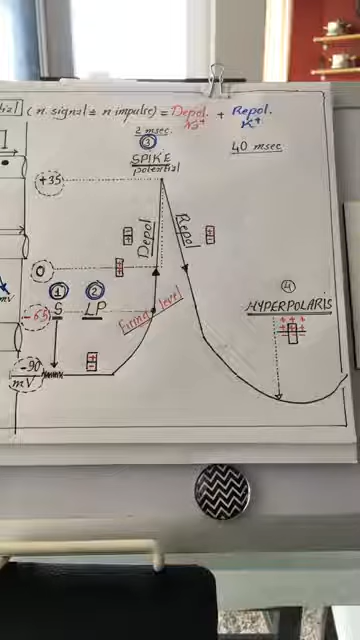 ( n. signal = n impulse) = Depol. + Repol.
Na+ K+
2 msec.
③ 40 msec
SPIKE
potential
+35
Depol Repol
0
① ② ④
S LP HYPERPOLARIS
-65 Firing level
+ + +
-90
mV
mV